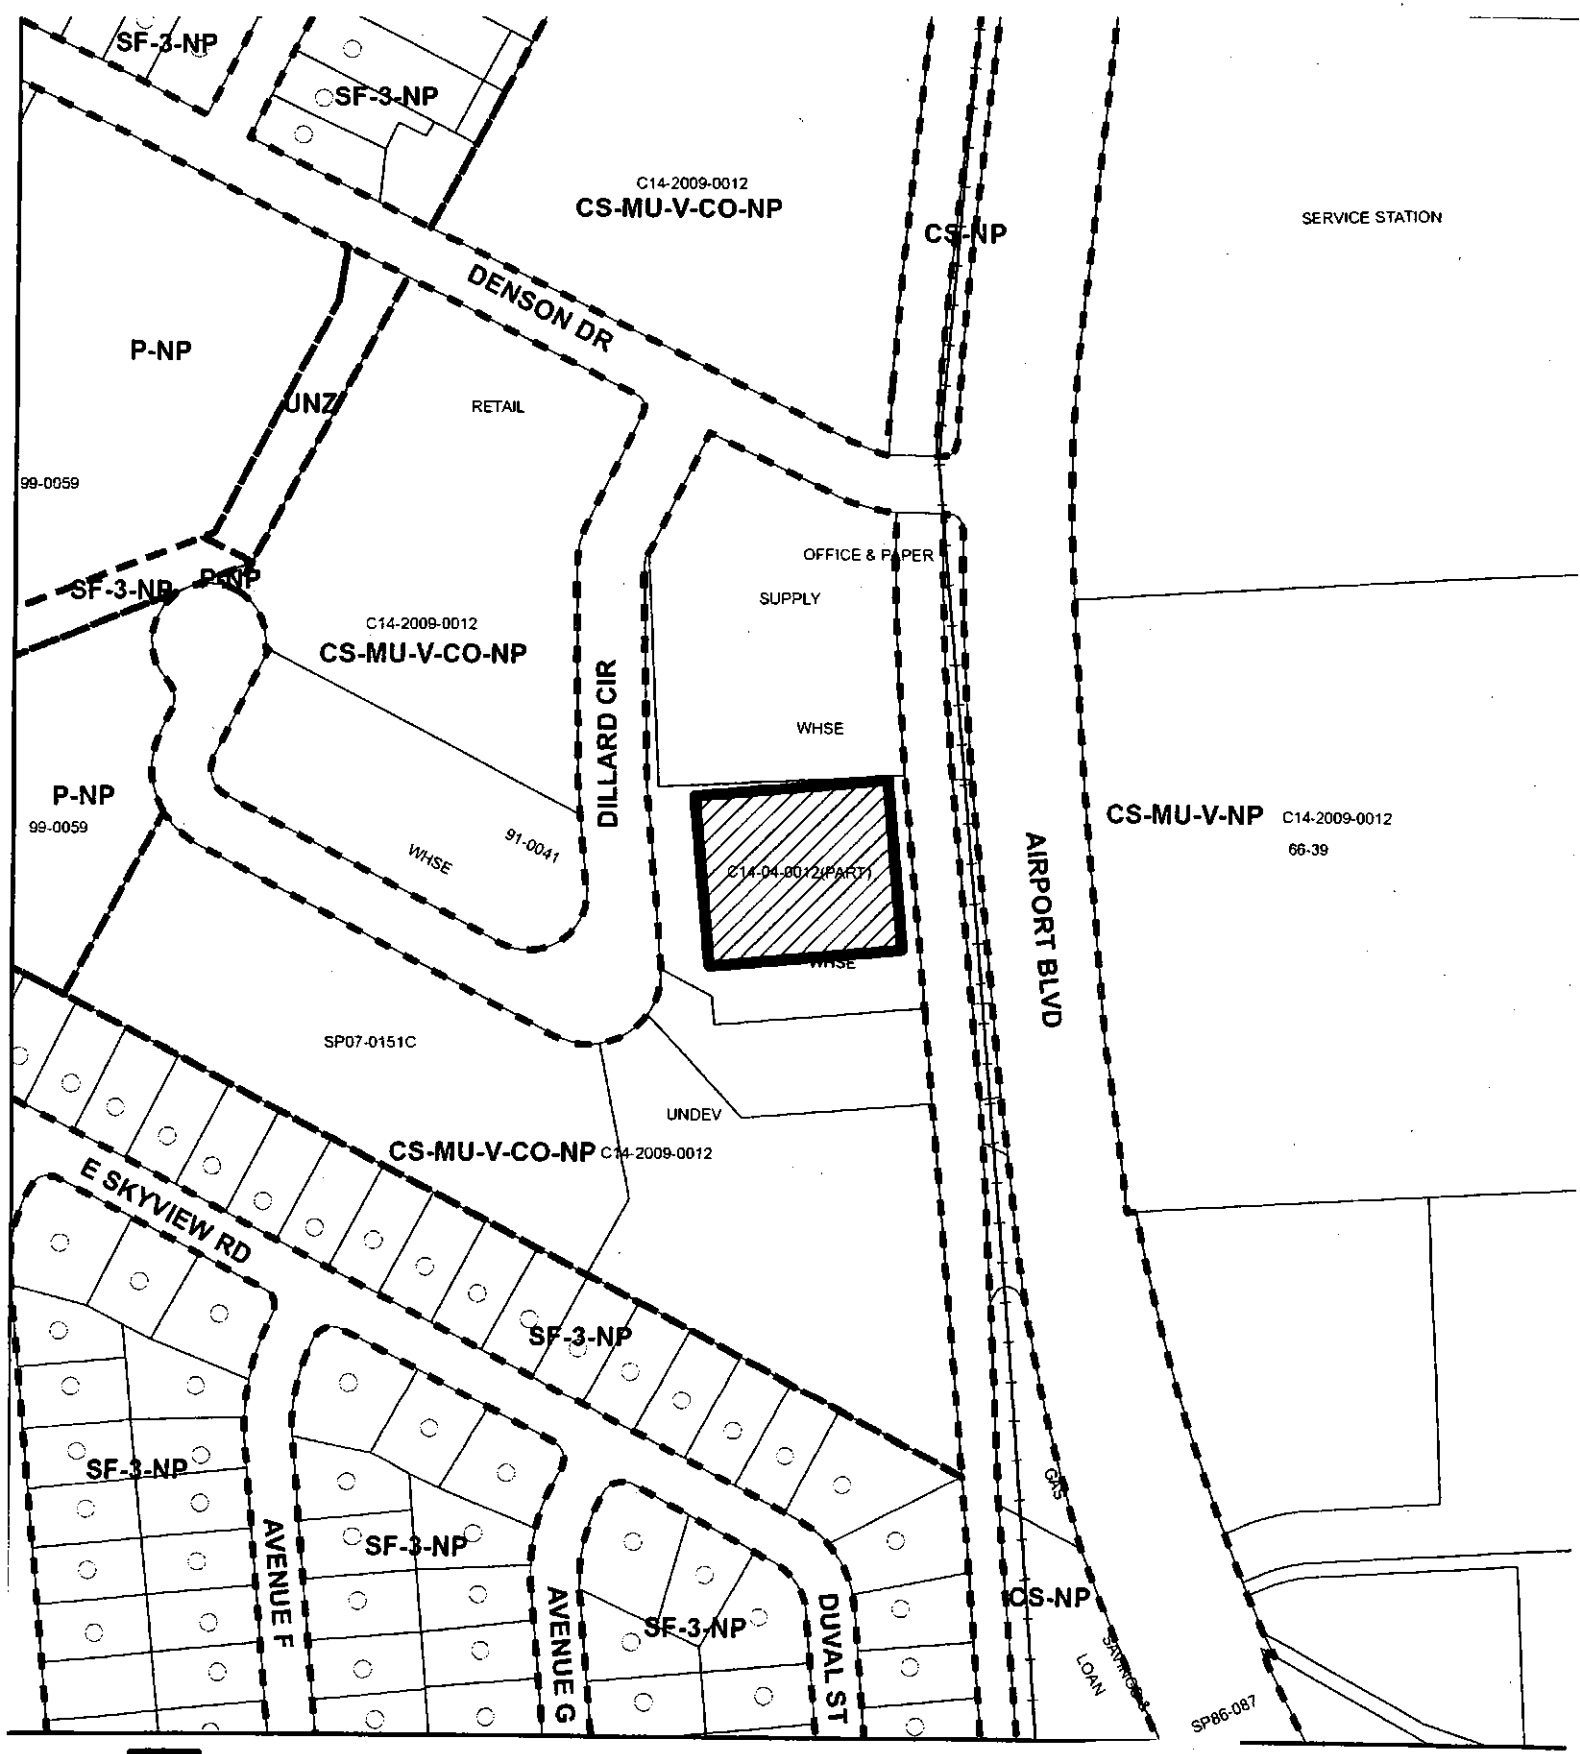 SF-3-NP
SF-3-NP
C14-2009-0012
CS-MU-V-CO-NP
CS-NP
SERVICE STATION
DENSON DR
P-NP
UNZ
RETAIL
99-0059
OFFICE & PAPER
SUPPLY
SF-3-NP
P-NP
C14-2009-0012
CS-MU-V-CO-NP
DILLARD CIR
WHSE
P-NP
99-0059
CS-MU-V-NP
C14-2009-0012
66-39
WHSE
91-0041
C14-04-0012(PART)
AIRPORT BLVD
WHSE
SP07-0151C
UNDEV
CS-MU-V-CO-NP
C14-2009-0012
E SKYVIEW RD
SF-3-NP
SF-3-NP
GAS
SF-3-NP
AVENUE F
AVENUE G
SF-3-NP
DUVAL ST
CS-NP
SAVINGS &
LOAN
SP86-087